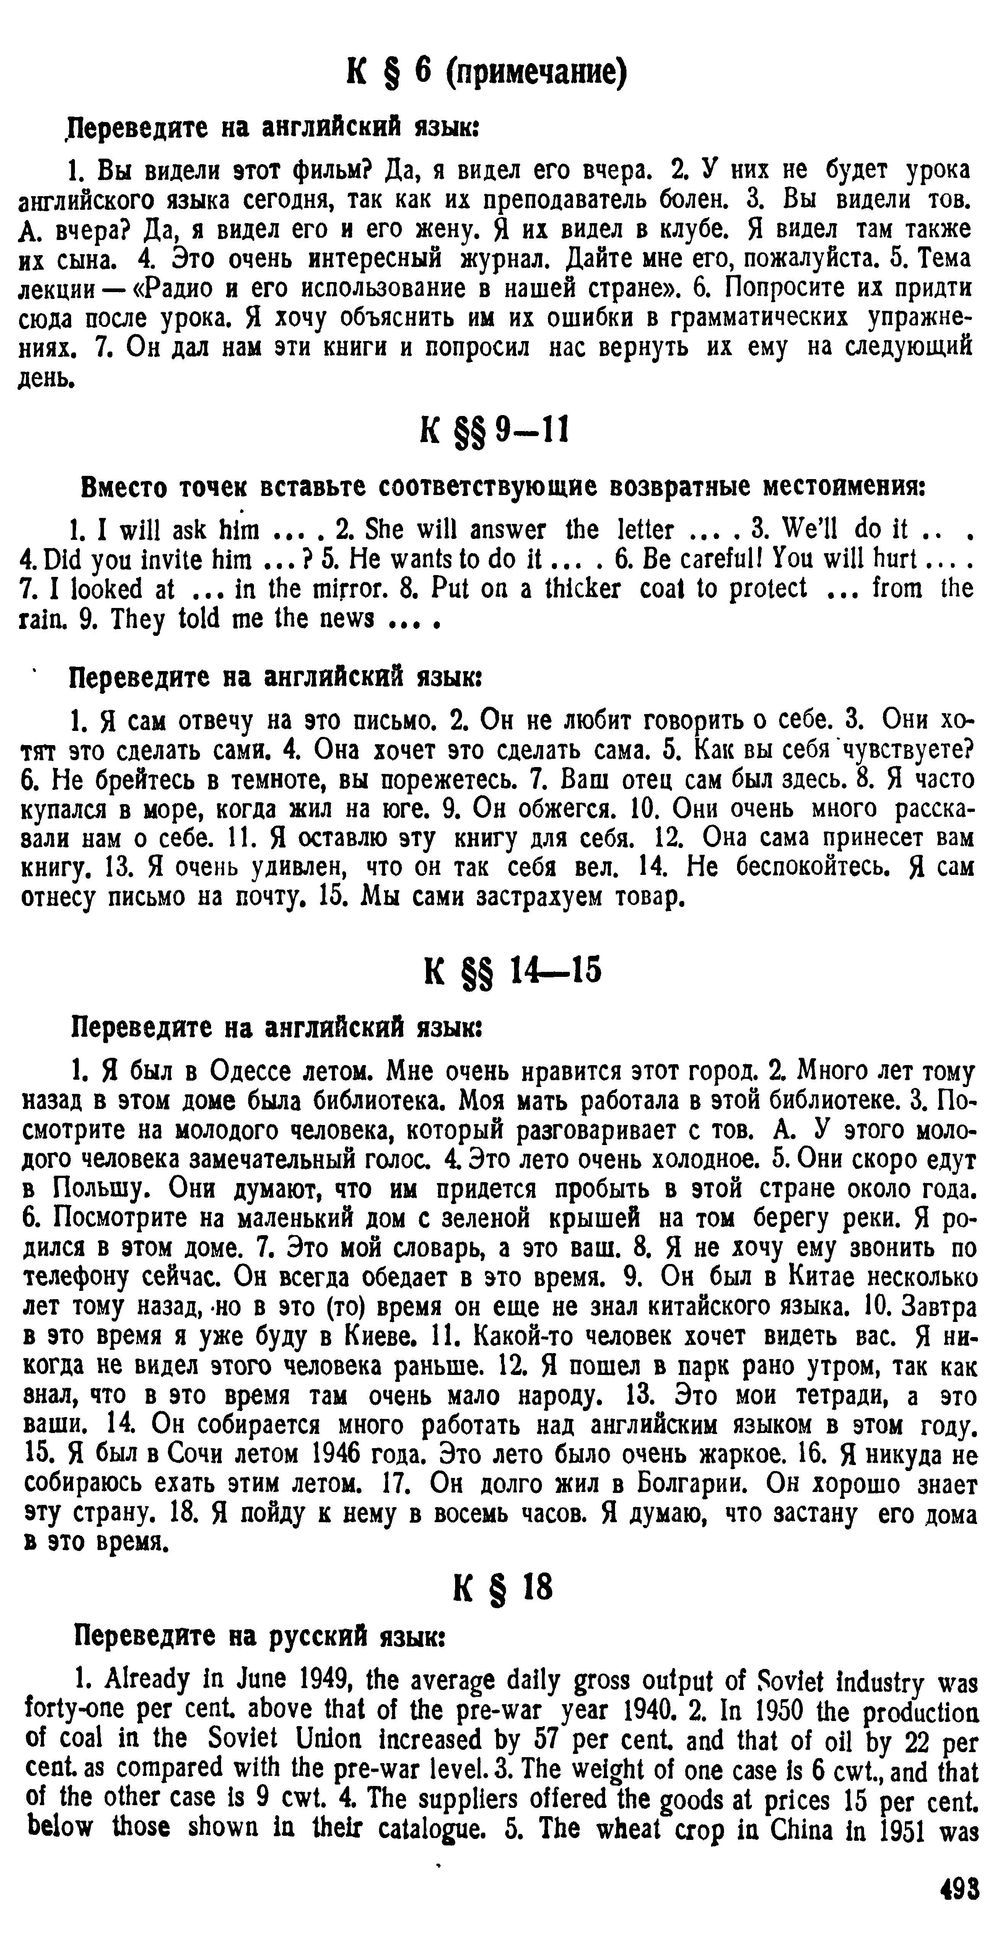 К § 6 (примечание)
Переведите на английский язык:
1. Вы видели этот фильм? Да, я видел его вчера. 2. У них не будет урока
английского языка сегодня, так как их преподаватель болен. 3. Вы видели тов.
А. вчера? Да, я видел его и его жену. Я их видел в клубе. Я видел там также
их сына. 4. Это очень интересный журнал. Дайте мне его, пожалуйста. 5. Тема
лекции — «Радио и его использование в нашей стране». 6. Попросите их придти
сюда после урока. Я хочу объяснить им их ошибки в грамматических упражне-
ниях. 7. Он дал нам эти книги и попросил нас вернуть их ему на следующий
день.
К §§ 9—11
Вместо точек вставьте соответствующие возвратные местоимения:
1. I will ask him ... . 2. She will answer the letter ... . 3. We'll do it .. .
4. Did you invite him ... ? 5. He wants to do it ... . 6. Be careful! You will hurt ... .
7. I looked at ... in the mirror. 8. Put on a thicker coat to protect ... from the
rain. 9. They told me the news ... .
Переведите на английский язык:
1. Я сам отвечу на это письмо. 2. Он не любит говорить о себе. 3. Они хо-
тят это сделать сами. 4. Она хочет это сделать сама. 5. Как вы себя чувствуете?
6. Не брейтесь в темноте, вы порежетесь. 7. Ваш отец сам был здесь. 8. Я часто
купался в море, когда жил на юге. 9. Он обжегся. 10. Они очень много расска-
зали нам о себе. 11. Я оставлю эту книгу для себя. 12. Она сама принесет вам
книгу. 13. Я очень удивлен, что он так себя вел. 14. Не беспокойтесь. Я сам
отнесу письмо на почту. 15. Мы сами застрахуем товар.
К §§ 14—15
Переведите на английский язык:
1. Я был в Одессе летом. Мне очень нравится этот город. 2. Много лет тому
назад в этом доме была библиотека. Моя мать работала в этой библиотеке. 3. По-
смотрите на молодого человека, который разговаривает с тов. А. У этого моло-
дого человека замечательный голос. 4. Это лето очень холодное. 5. Они скоро едут
в Польшу. Они думают, что им придется пробыть в этой стране около года.
6. Посмотрите на маленький дом с зеленой крышей на том берегу реки. Я ро-
дился в этом доме. 7. Это мой словарь, а это ваш. 8. Я не хочу ему звонить по
телефону сейчас. Он всегда обедает в это время. 9. Он был в Китае несколько
лет тому назад, но в это (то) время он еще не знал китайского языка. 10. Завтра
в это время я уже буду в Киеве. 11. Какой-то человек хочет видеть вас. Я ни-
когда не видел этого человека раньше. 12. Я пошел в парк рано утром, так как
знал, что в это время там очень мало народу. 13. Это мои тетради, а это
ваши. 14. Он собирается много работать над английским языком в этом году.
15. Я был в Сочи летом 1946 года. Это лето было очень жаркое. 16. Я никуда не
собираюсь ехать этим летом. 17. Он долго жил в Болгарии. Он хорошо знает
эту страну. 18. Я пойду к нему в восемь часов. Я думаю, что застану его дома
в это время.
К § 18
Переведите на русский язык:
1. Already in June 1949, the average daily gross output of Soviet industry was
forty-one per cent. above that of the pre-war year 1940. 2. In 1950 the production
of coal in the Soviet Union increased by 57 per cent. and that of oil by 22 per
cent. as compared with the pre-war level. 3. The weight of one case is 6 cwt., and that
of the other case is 9 cwt. 4. The suppliers offered the goods at prices 15 per cent.
below those shown in their catalogue. 5. The wheat crop in China in 1951 was
493